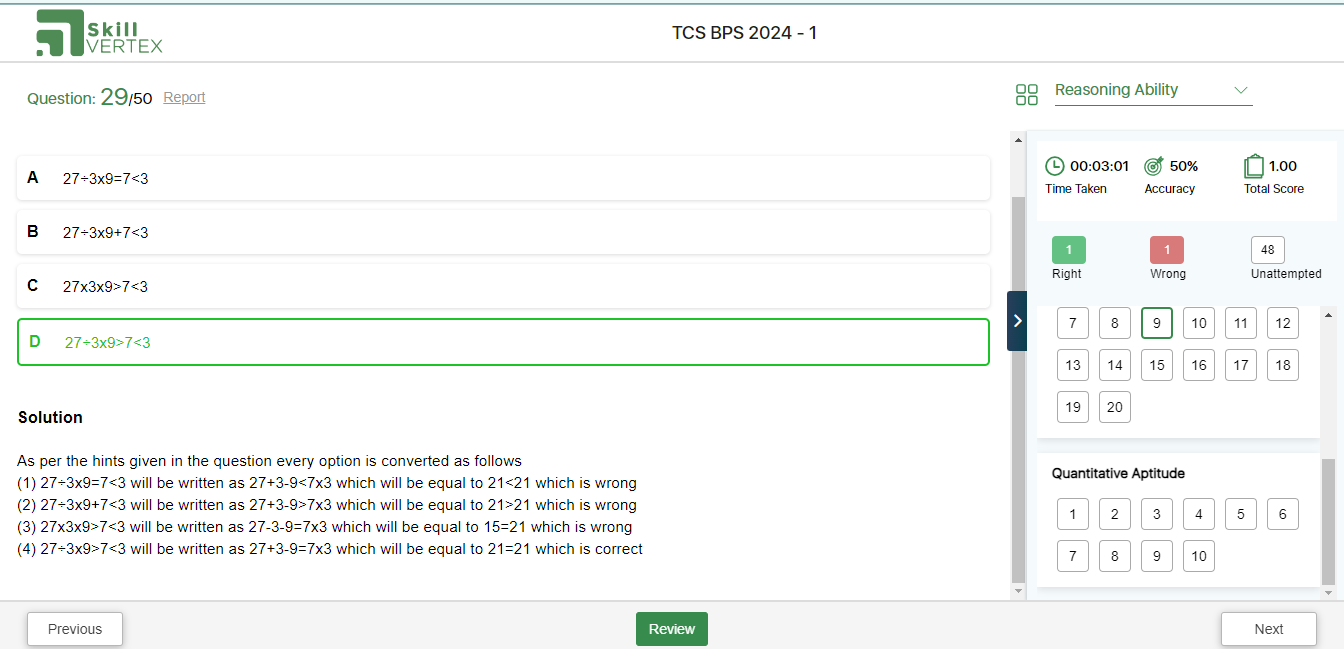 Skill
VERTEX
TCS BPS 2024 - 1
Question: 29/50 Report
Reasoning Ability
A 27÷3x9=7<3
B 27÷3x9+7<3
C 27x3x9>7<3
D 27÷3x9>7<3
Solution
As per the hints given in the question every option is converted as follows
(1) 27÷3x9=7<3 will be written as 27+3-9<7x3 which will be equal to 21<21 which is wrong
(2) 27÷3x9+7<3 will be written as 27+3-9>7x3 which will be equal to 21>21 which is wrong
(3) 27x3x9>7<3 will be written as 27-3-9=7x3 which will be equal to 15=21 which is wrong
(4) 27÷3x9>7<3 will be written as 27+3-9=7x3 which will be equal to 21=21 which is correct
00:03:01 50% 1.00
Time Taken Accuracy Total Score
1 1 48
Right Wrong Unattempted
7 8 9 10 11 12
13 14 15 16 17 18
19 20
Quantitative Aptitude
1 2 3 4 5 6
7 8 9 10
Previous Review Next